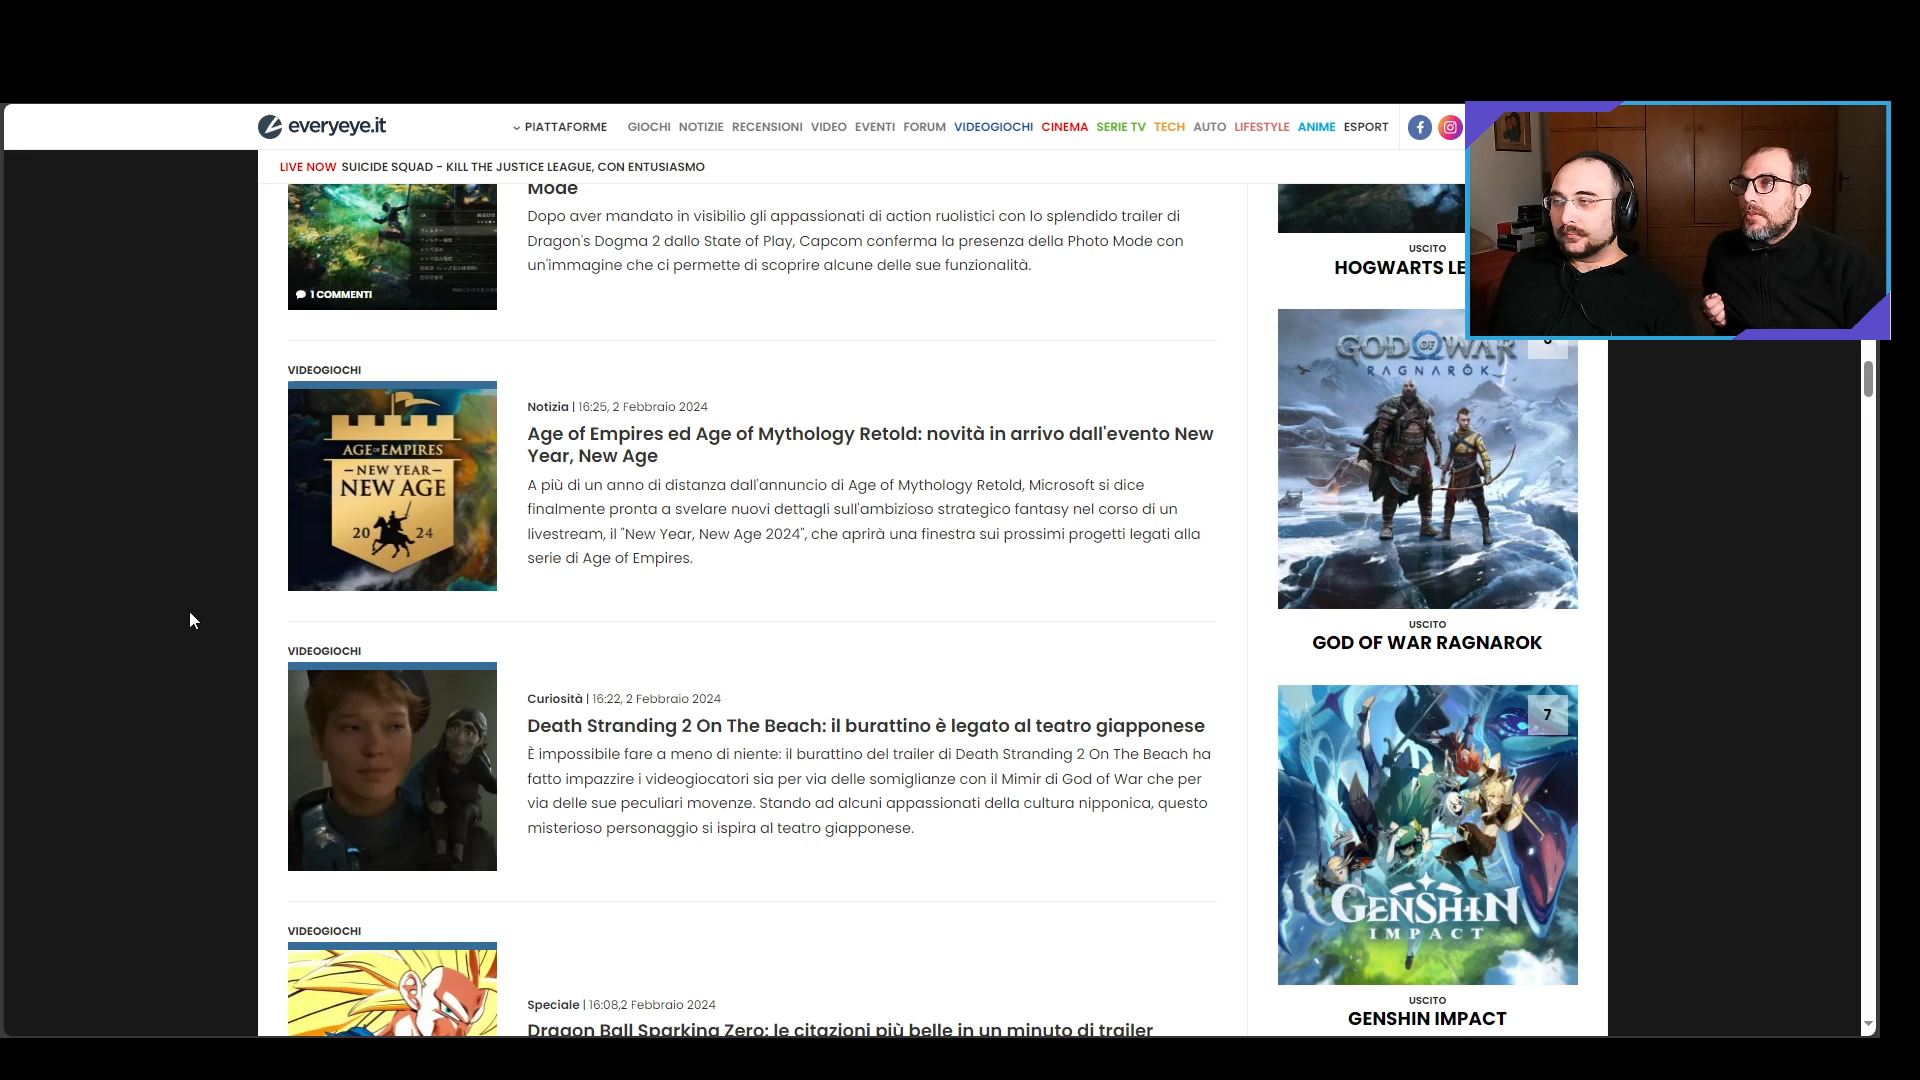 everyeye.it
PIATTAFORME GIOCHI NOTIZIE RECENSIONI VIDEO EVENTI FORUM VIDEOGIOCHI CINEMA SERIE TV TECH AUTO LIFESTYLE ANIME ESPORT
LIVE NOW SUICIDE SQUAD - KILL THE JUSTICE LEAGUE, CON ENTUSIASMO
Mode
Dopo aver mandato in visibilio gli appassionati di action ruolistici con lo splendido trailer di
Dragon's Dogma 2 dallo State of Play, Capcom conferma la presenza della Photo Mode con
un'immagine che ci permette di scoprire alcune delle sue funzionalità.
1 COMMENTI
VIDEOGIOCHI
AGE OF EMPIRES
NEW YEAR
NEW AGE
20 24
Notizia | 16:25, 2 Febbraio 2024
Age of Empires ed Age of Mythology Retold: novità in arrivo dall'evento New
Year, New Age
A più di un anno di distanza dall'annuncio di Age of Mythology Retold, Microsoft si dice
finalmente pronta a svelare nuovi dettagli sull'ambizioso strategico fantasy nel corso di un
livestream, il "New Year, New Age 2024", che aprirà una finestra sui prossimi progetti legati alla
serie di Age of Empires.
VIDEOGIOCHI
Curiosità | 16:22, 2 Febbraio 2024
Death Stranding 2 On The Beach: il burattino è legato al teatro giapponese
È impossibile fare a meno di niente: il burattino del trailer di Death Stranding 2 On The Beach ha
fatto impazzire i videogiocatori sia per via delle somiglianze con il Mimir di God of War che per
via delle sue peculiari movenze. Stando ad alcuni appassionati della cultura nipponica, questo
misterioso personaggio si ispira al teatro giapponese.
VIDEOGIOCHI
Speciale | 16:08,2 Febbraio 2024
Dragon Ball Sparking Zero: le citazioni più belle in un minuto di trailer
USCITO
HOGWARTS LE
GOD OF WAR
RAGNARÖK
USCITO
GOD OF WAR RAGNAROK
7
GENSHIN
IMPACT
USCITO
GENSHIN IMPACT